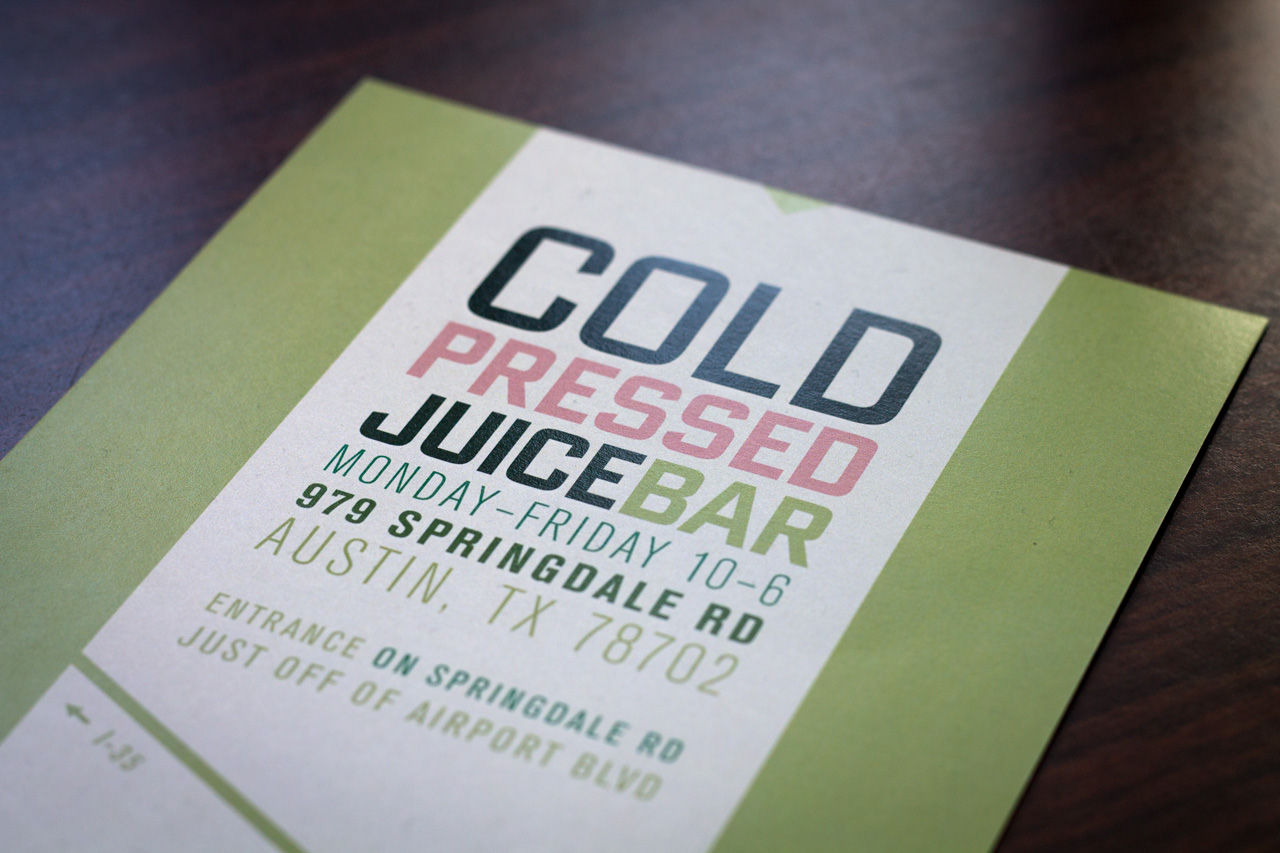 COLD
PRESSED
JUICEBAR
MONDAY–FRIDAY 10–6
979 SPRINGDALE RD
AUSTIN, TX 78702
ENTRANCE ON SPRINGDALE RD
JUST OFF OF AIRPORT BLVD
← I-35